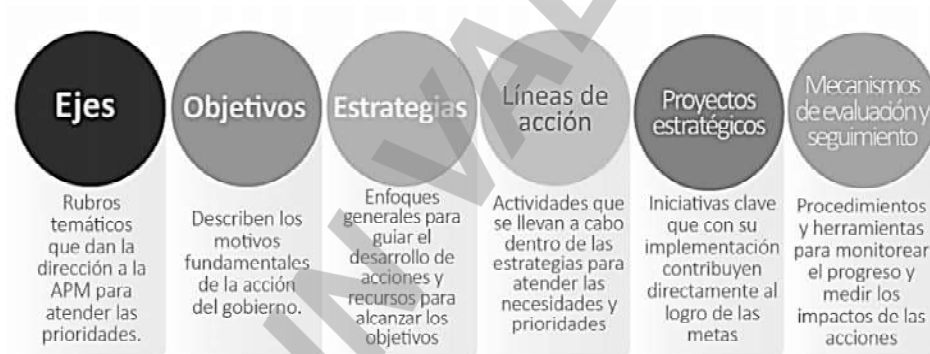 Ejes
Rubros
temáticos
que dan la
dirección a la
APM para
atender las
prioridades.
Objetivos
Describen los
motivos
fundamentales
de la acción
del gobierno.
Estrategias
Enfoques
generales para
guiar el
desarrollo de
acciones y
recursos para
alcanzar los
objetivos
Líneas de
acción
Actividades que
se llevan a cabo
dentro de las
estrategias para
atender las
necesidades y
prioridades
Proyectos
estratégicos
Iniciativas clave
que con su
implementación
contribuyen
directamente al
logro de las
metas
Mecanismos
de evaluación y
seguimiento
Procedimientos
y herramientas
para monitorear
el progreso y
medir los
impactos de las
acciones